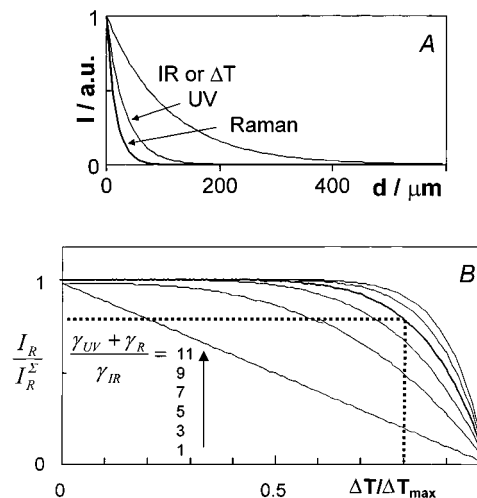 A
1
I / a.u.
IR or ΔT
UV
Raman
0
0 200 400 d / μm
B
1
I_R / I_R^Σ
(γ_UV + γ_R) / γ_IR =
11
9
7
5
3
1
0
0 0.5 ΔT/ΔT_max